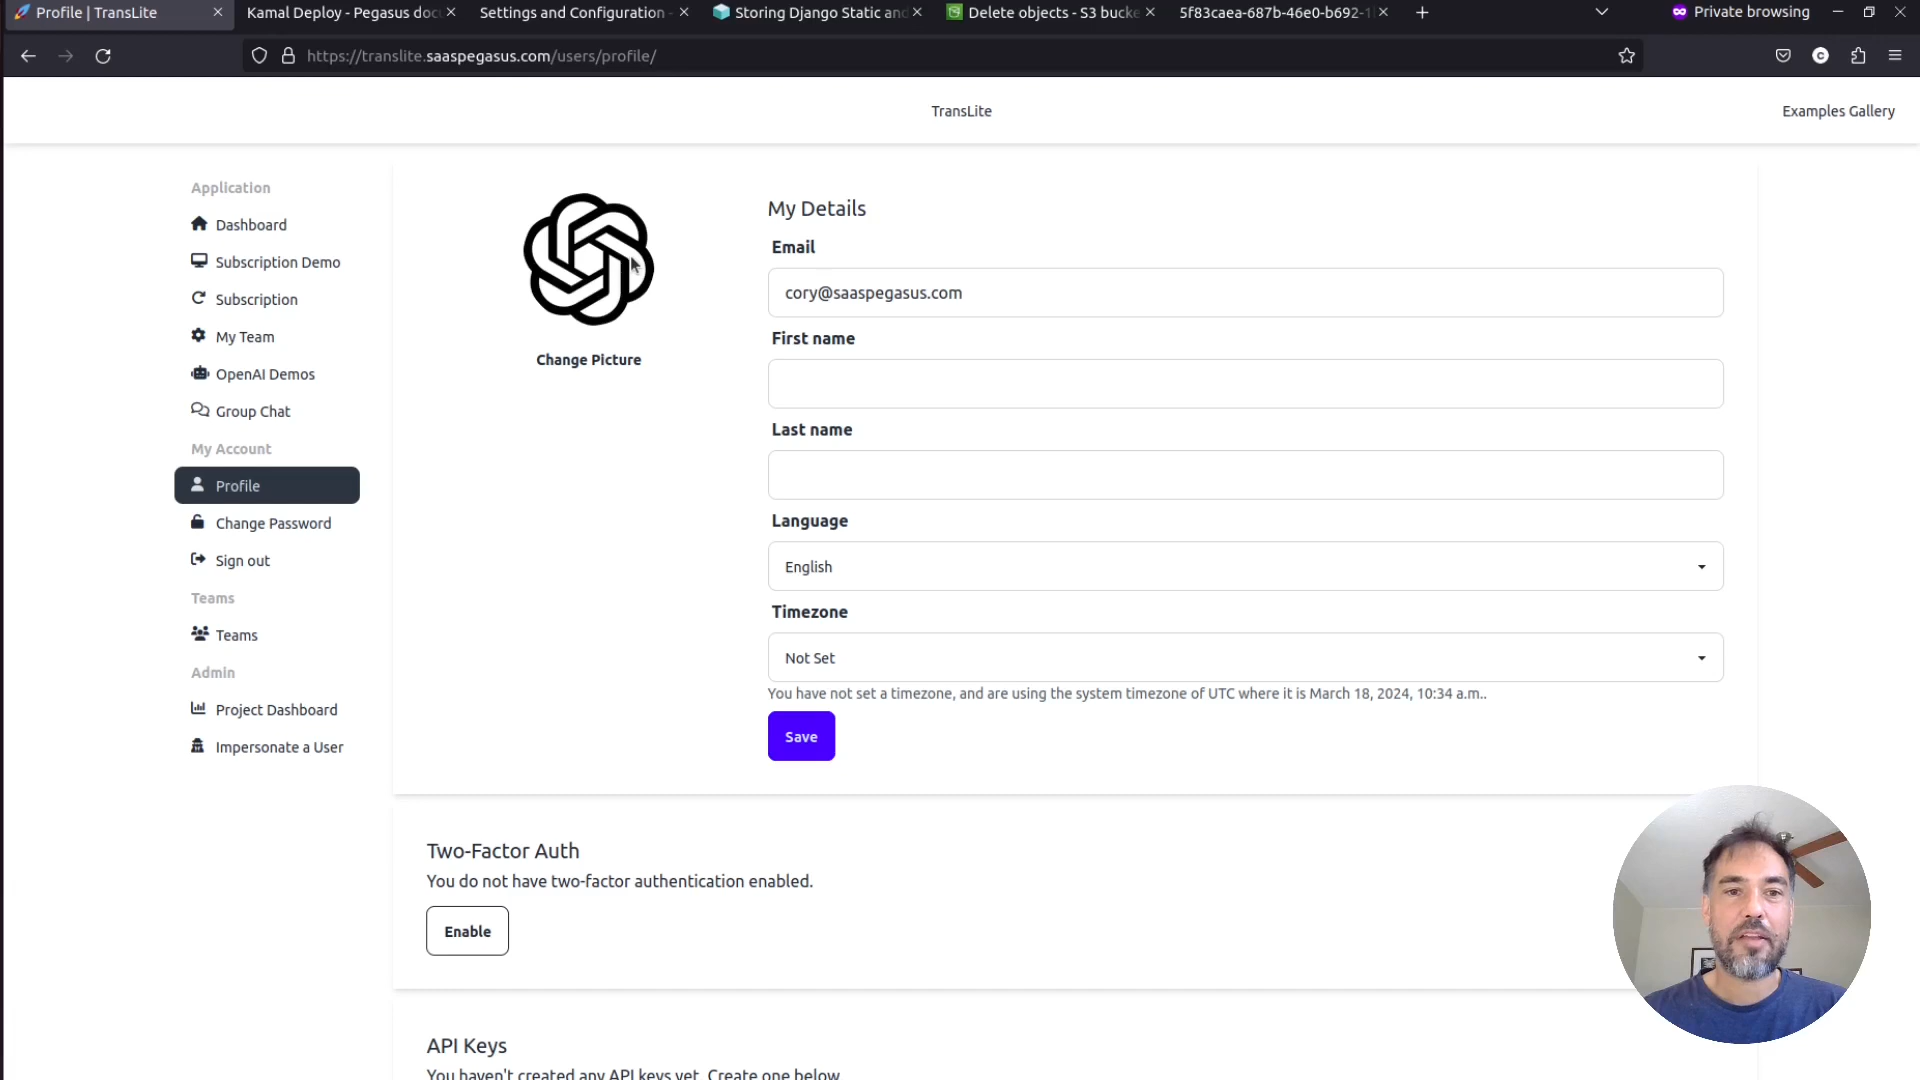 Profile | TransLite
Kamal Deploy - Pegasus docu
Settings and Configuration -
Storing Django Static and
Delete objects - S3 bucke
5f83caea-687b-46e0-b692-1
Private browsing
https://translite.saaspegasus.com/users/profile/
TransLite
Examples Gallery
Application
Dashboard
Subscription Demo
Subscription
My Team
OpenAI Demos
Group Chat
My Account
Profile
Change Password
Sign out
Teams
Teams
Admin
Project Dashboard
Impersonate a User
Change Picture
My Details
Email
cory@saaspegasus.com
First name
Last name
Language
English
Timezone
Not Set
You have not set a timezone, and are using the system timezone of UTC where it is March 18, 2024, 10:34 a.m..
Save
Two-Factor Auth
You do not have two-factor authentication enabled.
Enable
API Keys
You haven't created any API keys yet. Create one below.